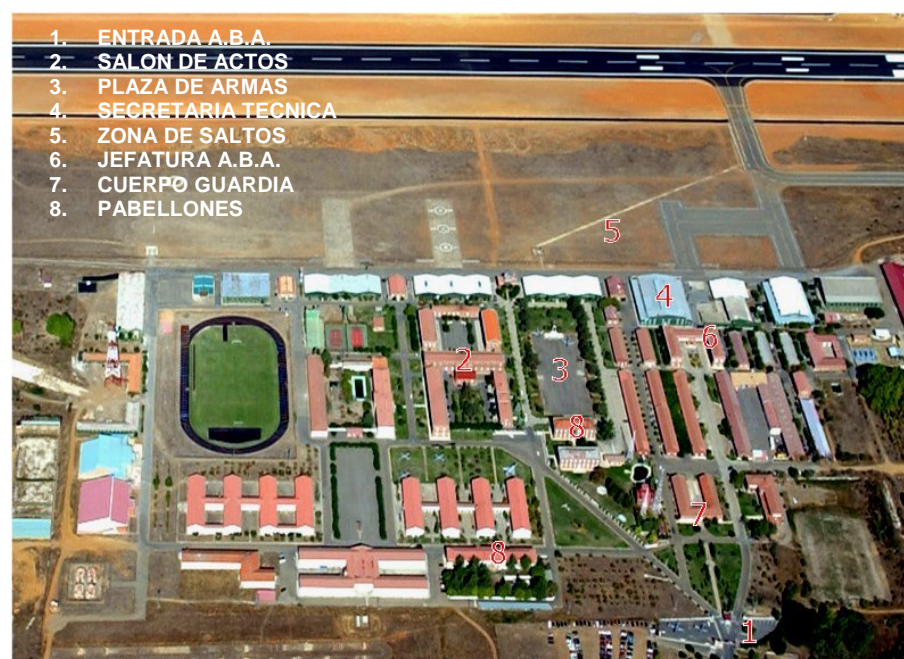 1. ENTRADA A.B.A.
2. SALON DE ACTOS
3. PLAZA DE ARMAS
4. SECRETARIA TECNICA
5. ZONA DE SALTOS
6. JEFATURA A.B.A.
7. CUERPO GUARDIA
8. PABELLONES
5
4
6
2
3
8
7
8
1